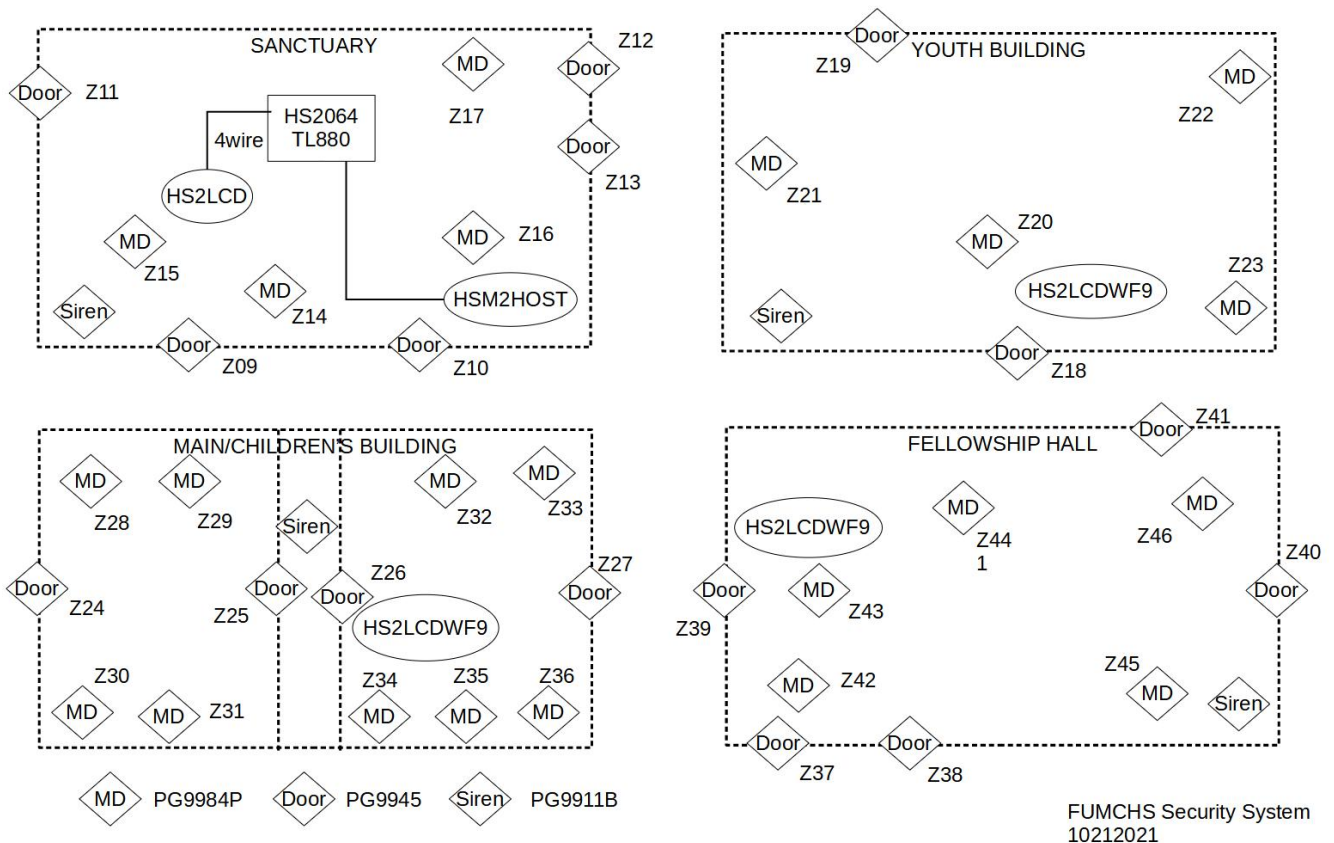 SANCTUARY
Door
Z11
MD
Z17
Z12
Door
HS2064
TL880
4wire
Door
Z13
HS2LCD
MD
Z15
MD
Z16
Siren
MD
Z14
HSM2HOST
Door
Z09
Door
Z10
Door
Z19
YOUTH BUILDING
MD
Z22
MD
Z21
Z20
MD
Z23
HS2LCDWF9
MD
Siren
Door
Z18
MAIN/CHILDREN'S BUILDING
MD
Z28
MD
Z29
Siren
MD
Z32
MD
Z33
Door
Z24
Door
Z25
Z26
Door
Z27
Door
HS2LCDWF9
Z30
MD
MD
Z31
Z34
MD
Z35
MD
Z36
MD
Z41
Door
FELLOWSHIP HALL
HS2LCDWF9
MD
Z44
1
MD
Z46
Z40
Door
Door
Z39
MD
Z43
MD
Z42
Z45
MD
Siren
Door
Z37
Door
Z38
MD PG9984P
Door PG9945
Siren PG9911B
FUMCHS Security System
10212021